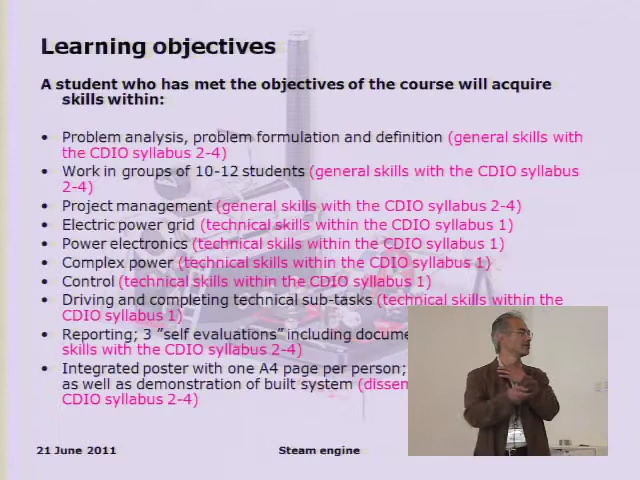 Learning objectives
A student who has met the objectives of the course will acquire
skills within:
• Problem analysis, problem formulation and definition (general skills with
the CDIO syllabus 2-4)
• Work in groups of 10-12 students (general skills with the CDIO syllabus
2-4)
• Project management (general skills with the CDIO syllabus 2-4)
• Electric power grid (technical skills within the CDIO syllabus 1)
• Power electronics (technical skills within the CDIO syllabus 1)
• Complex power (technical skills within the CDIO syllabus 1)
• Control (technical skills within the CDIO syllabus 1)
• Driving and completing technical sub-tasks (technical skills within the
CDIO syllabus 1)
• Reporting; 3 ”self evaluations” including
skills with the CDIO syllabus 2-4)
• Integrated poster with one A4 page per person;
as well as demonstration of built system
CDIO syllabus 2-4)
21 June 2011
Steam engine